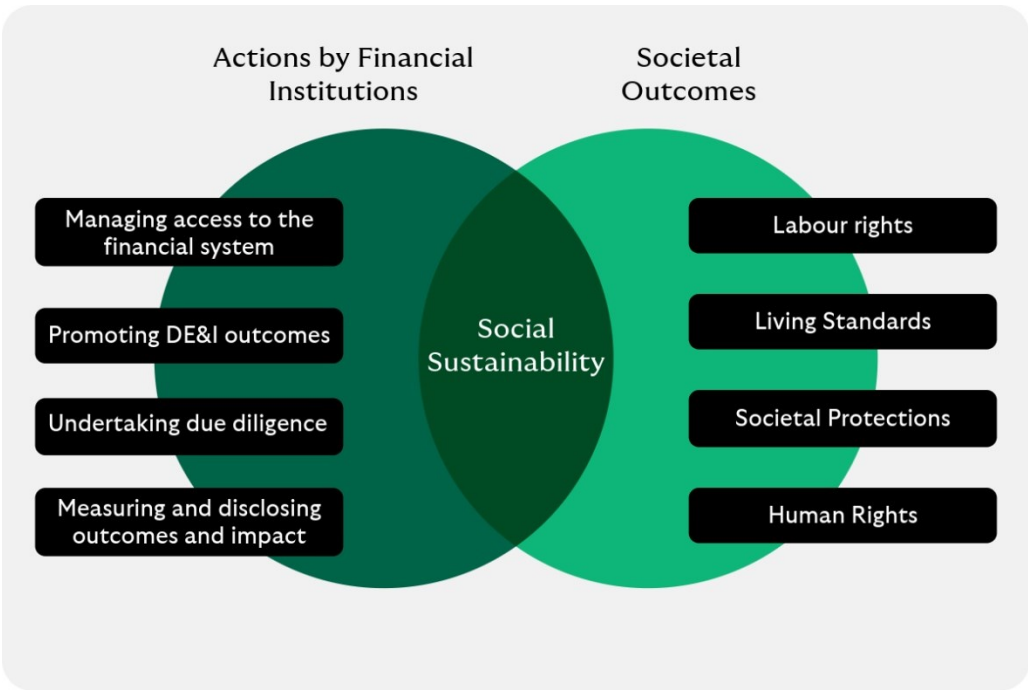 Actions by Financial
Institutions
Societal
Outcomes
Managing access to the
financial system
Promoting DE&I outcomes
Undertaking due diligence
Measuring and disclosing
outcomes and impact
Social
Sustainability
Labour rights
Living Standards
Societal Protections
Human Rights